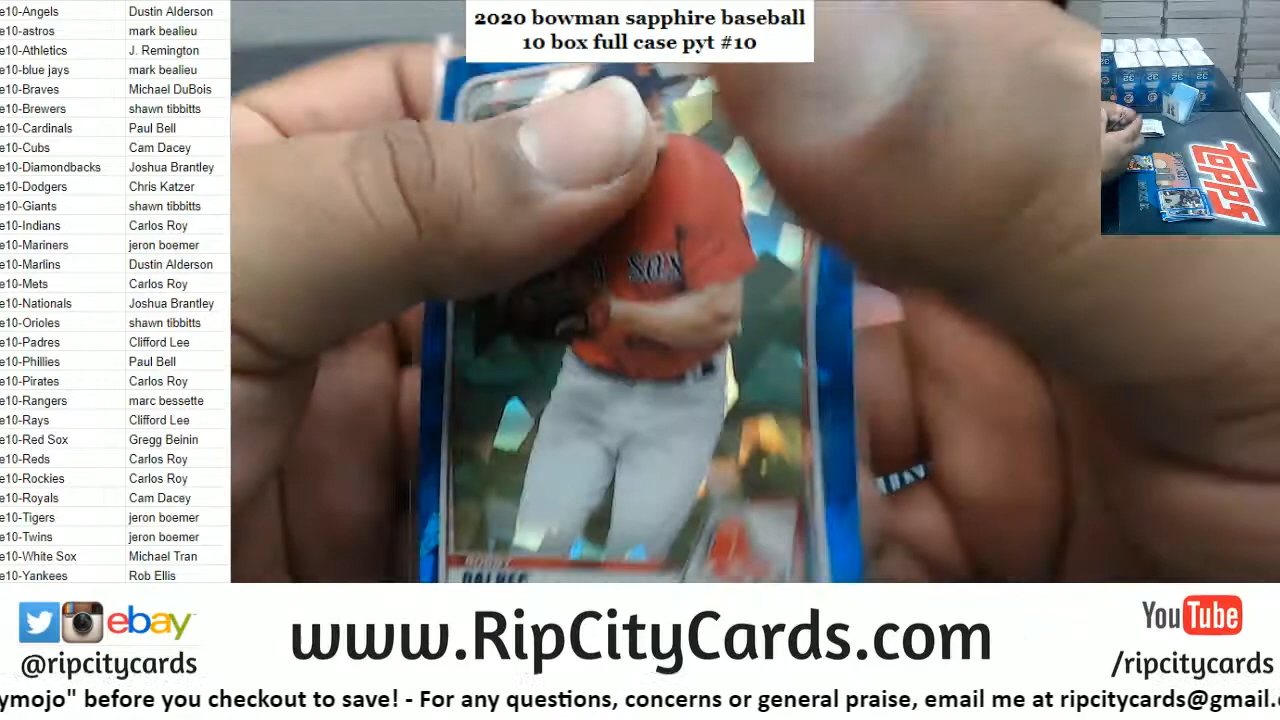 2020 bowman sapphire baseball
10 box full case pyt #10
e10-Angels Dustin Alderson
e10-astros mark bealieu
e10-Athletics J. Remington
e10-blue jays mark bealieu
e10-Braves Michael DuBois
e10-Brewers shawn tibbitts
e10-Cardinals Paul Bell
e10-Cubs Cam Dacey
e10-Diamondbacks Joshua Brantley
e10-Dodgers Chris Katzer
e10-Giants shawn tibbitts
e10-Indians Carlos Roy
e10-Mariners jeron boemer
e10-Marlins Dustin Alderson
e10-Mets Carlos Roy
e10-Nationals Joshua Brantley
e10-Orioles shawn tibbitts
e10-Padres Clifford Lee
e10-Phillies Paul Bell
e10-Pirates Carlos Roy
e10-Rangers marc bessette
e10-Rays Clifford Lee
e10-Red Sox Gregg Beinin
e10-Reds Carlos Roy
e10-Rockies Carlos Roy
e10-Royals Cam Dacey
e10-Tigers jeron boemer
e10-Twins jeron boemer
e10-White Sox Michael Tran
e10-Yankees Rob Ellis
SOX
BOBBY
DALBEC
TOPPS
ebay
@ripcitycards
www.RipCityCards.com
YouTube
/ripcitycards
ymojo" before you checkout to save! - For any questions, concerns or general praise, email me at ripcitycards@gmail.c